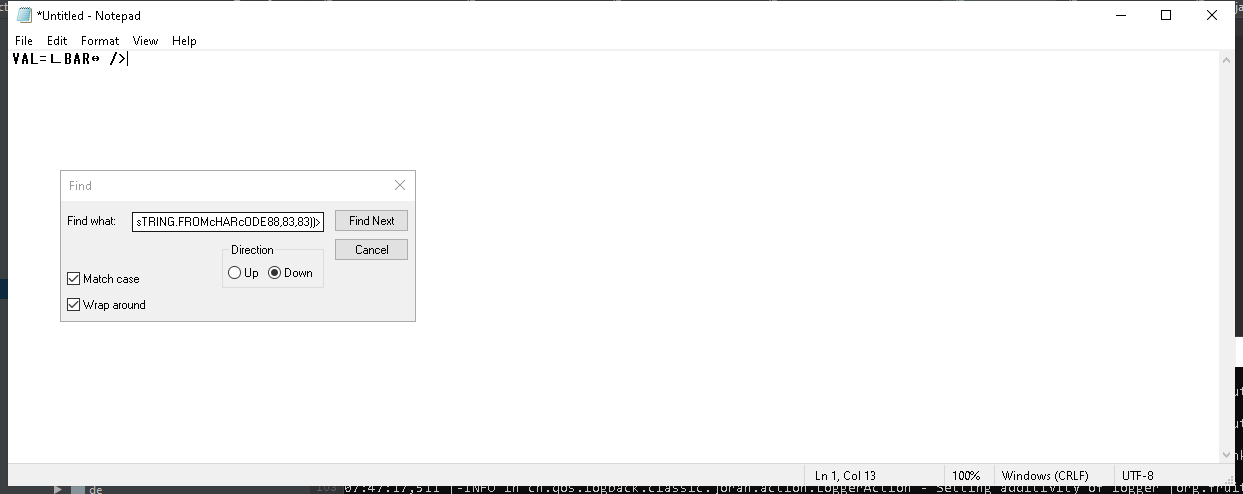 *Untitled - Notepad
File Edit Format View Help
VAL=∟BAR↔ />
Find
Find what: sTRING.FROMcHARcODE88,83,83))> Find Next
Direction Cancel
Up Down
Match case
Wrap around
Ln 1, Col 13 100% Windows (CRLF) UTF-8
de 07:47:17,511 |-INFO in ch.qos.logback.classic.joran.action.LoggerAction - Setting additivity of logger